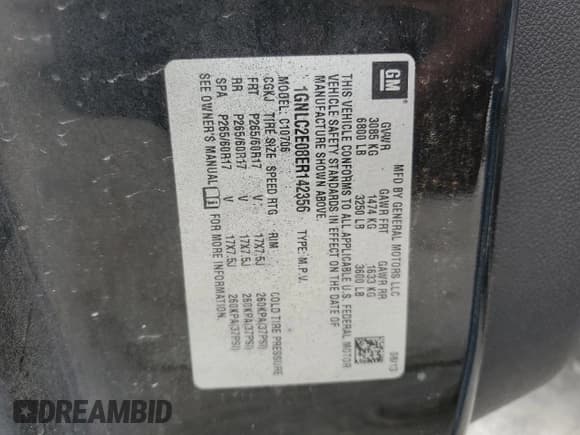 GM
MFD BY GENERAL MOTORS LLC
GVWR GAWR FRT GAWR RR
3085 KG 1474 KG 1633 KG
6800 LB 3250 LB 3600 LB
08/13
THIS VEHICLE CONFORMS TO ALL APPLICABLE U.S. FEDERAL MOTOR
VEHICLE SAFETY STANDARDS IN EFFECT ON THE DATE OF
MANUFACTURE SHOWN ABOVE.
1GNLC2E08ER142356 TYPE: M.P.V.
MODEL: C10706
CGKJ TIRE SIZE SPEED RTG RIM COLD TIRE PRESSURE
FRT P265/60R17 V 17X7.5J 260KPA(37PSI)
RR P265/60R17 V 17X7.5J 260KPA(37PSI)
SPA P265/60R17 V 17X7.5J 260KPA(37PSI)
SEE OWNER'S MANUAL i FOR MORE INFORMATION.
DREAMBID